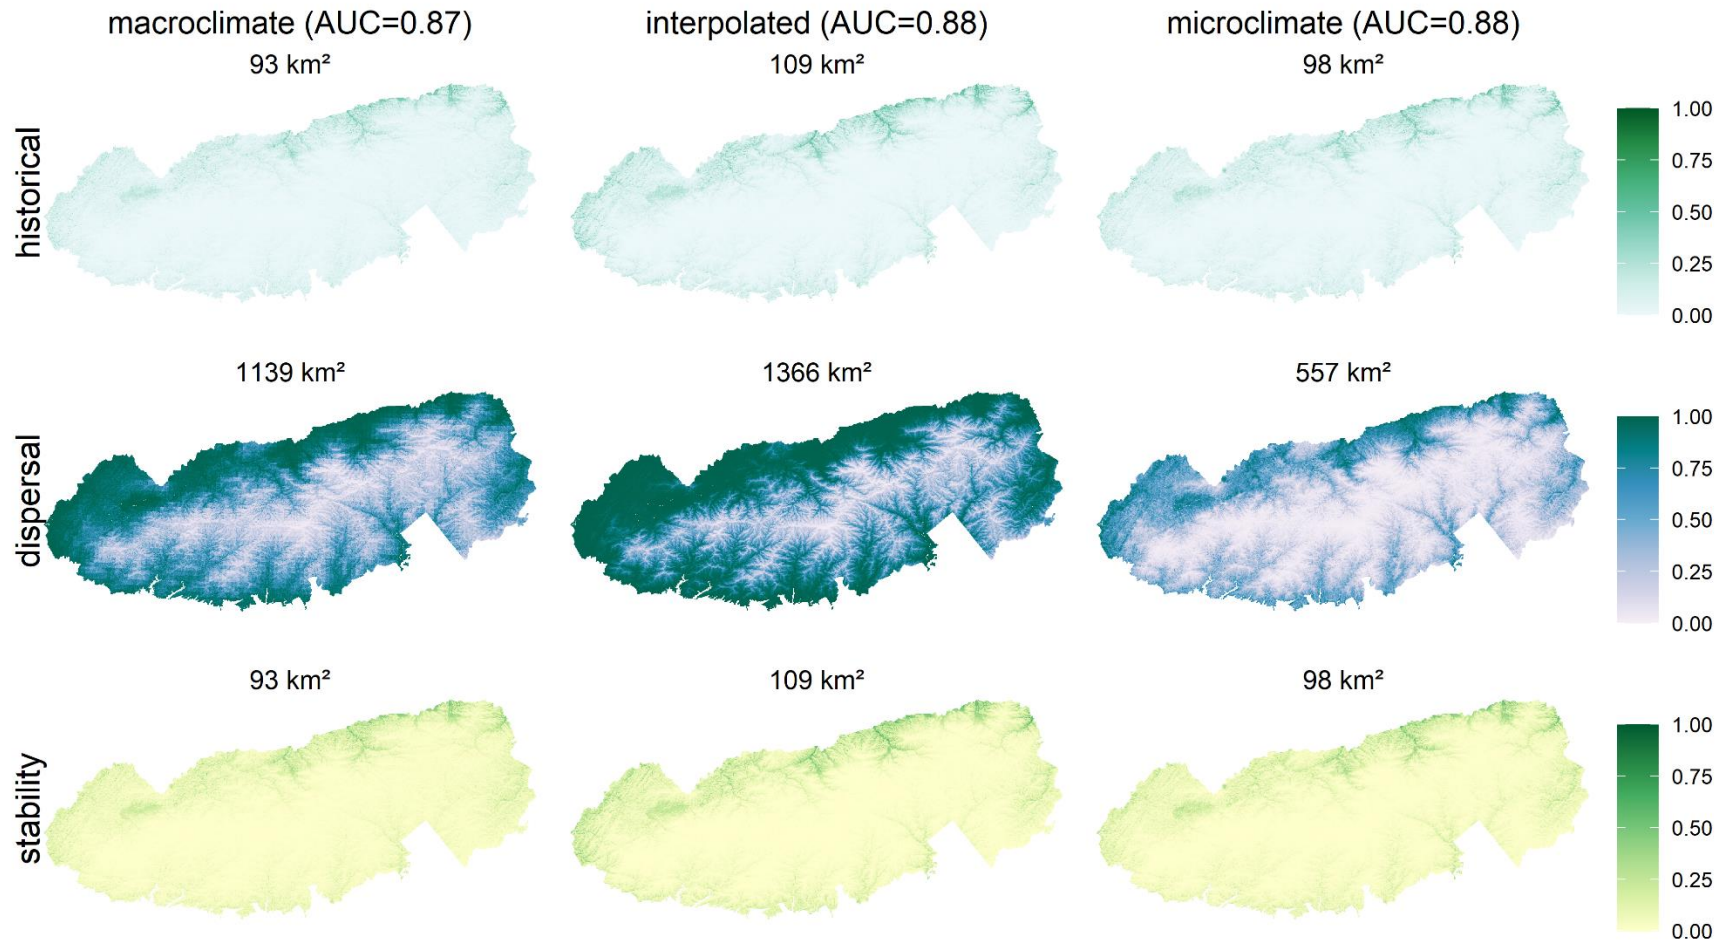 macroclimate (AUC=0.87)
interpolated (AUC=0.88)
microclimate (AUC=0.88)
93 km²
109 km²
98 km²
historical
1.00
0.75
0.50
0.25
0.00
1139 km²
1366 km²
557 km²
dispersal
1.00
0.75
0.50
0.25
0.00
93 km²
109 km²
98 km²
stability
1.00
0.75
0.50
0.25
0.00